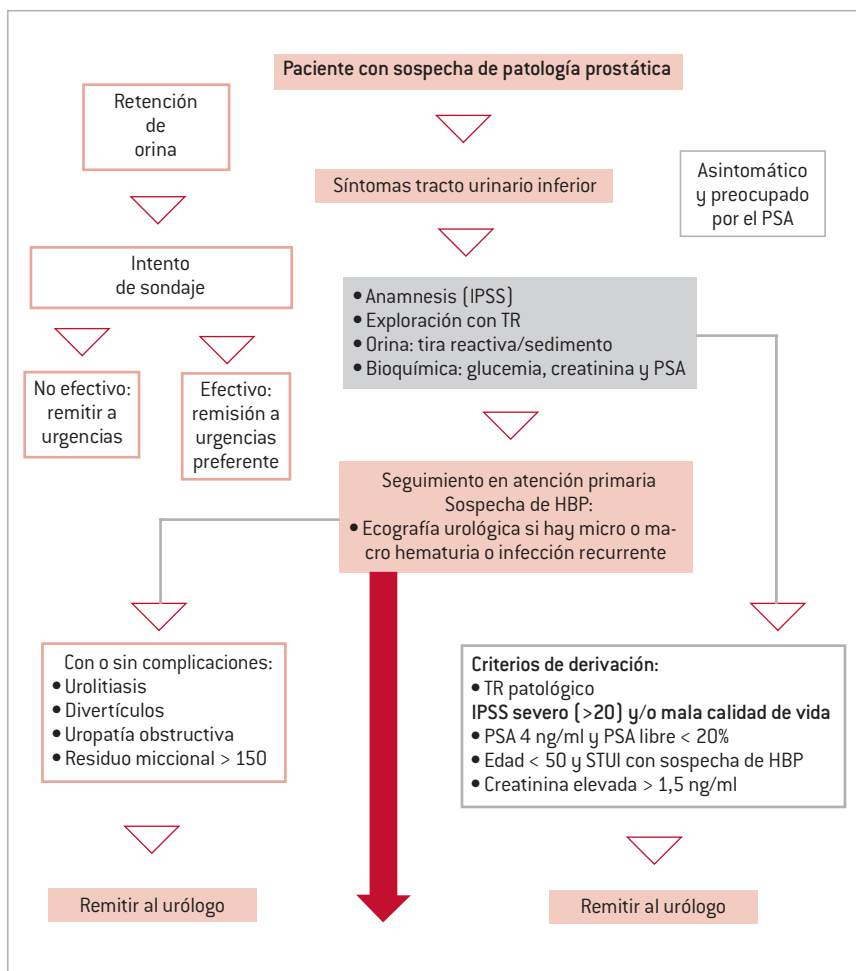 Paciente con sospecha de patología prostática
Retención
de
orina
Síntomas tracto urinario inferior
Asintomático
y preocupado
por el PSA
Intento
de sondaje
• Anamnesis (IPSS)
• Exploración con TR
• Orina: tira reactiva/sedimento
• Bioquímica: glucemia, creatinina y PSA
No efectivo:
remitir a
urgencias
Efectivo:
remisión a
urgencias
preferente
Seguimiento en atención primaria
Sospecha de HBP:
• Ecografía urológica si hay micro o ma-
cro hematuria o infección recurrente
Con o sin complicaciones:
• Urolitiasis
• Divertículos
• Uropatía obstructiva
• Residuo miccional > 150
Criterios de derivación:
• TR patológico
IPSS severo (>20) y/o mala calidad de vida
• PSA 4 ng/ml y PSA libre < 20%
• Edad < 50 y STUI con sospecha de HBP
• Creatinina elevada > 1,5 ng/ml
Remitir al urólogo
Remitir al urólogo